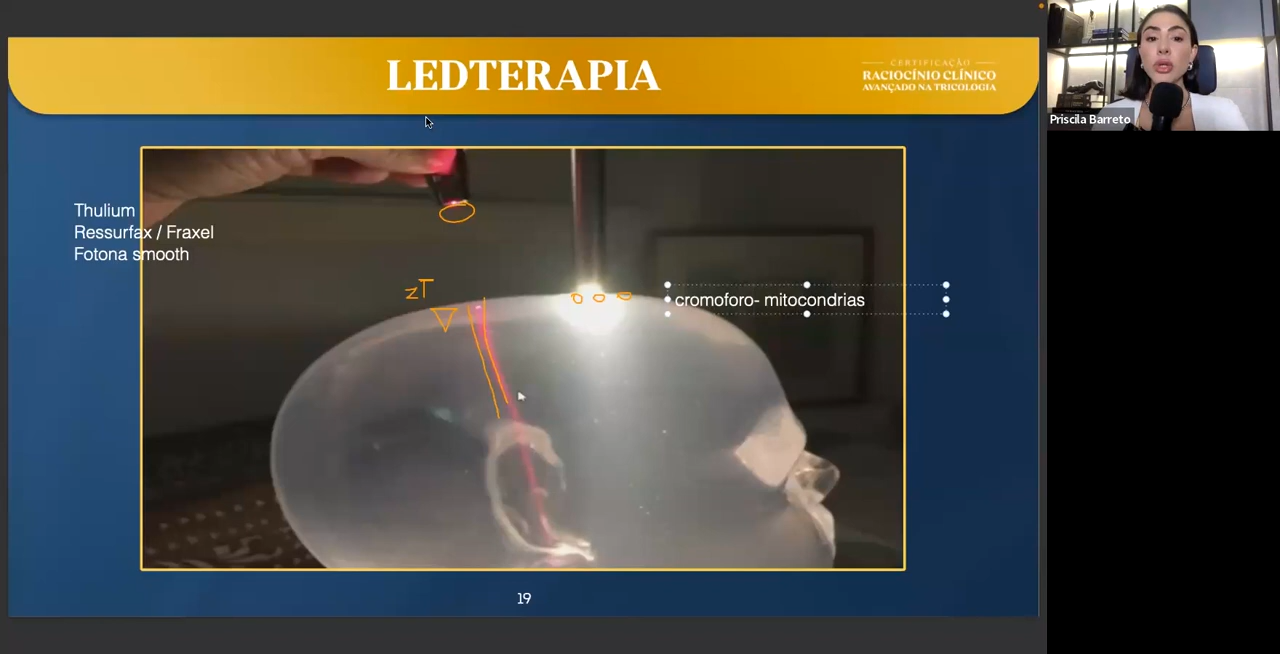 LEDTERAPIA
CERTIFICAÇÃO
RACIOCÍNIO CLÍNICO
AVANÇADO NA TRICOLOGIA
Priscila Barreto
Thulium
Ressurfax / Fraxel
Fotona smooth
zT
cromoforo- mitocondrias
19